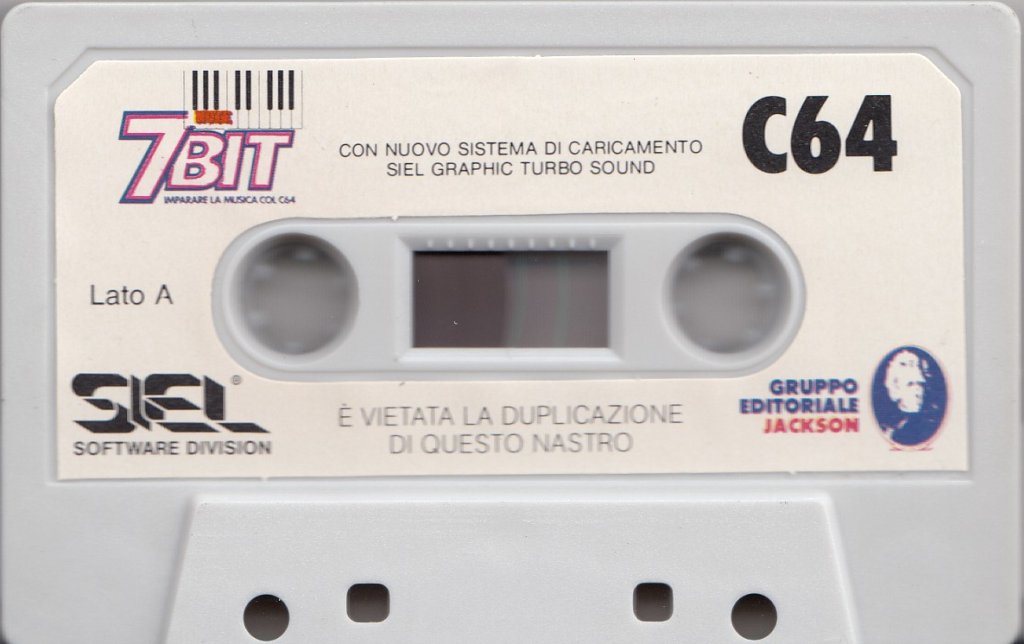 7BIT
IMPARARE LA MUSICA COL C64
CON NUOVO SISTEMA DI CARICAMENTO
SIEL GRAPHIC TURBO SOUND
C64
Lato A
SIEL®
SOFTWARE DIVISION
È VIETATA LA DUPLICAZIONE
DI QUESTO NASTRO
GRUPPO
EDITORIALE
JACKSON